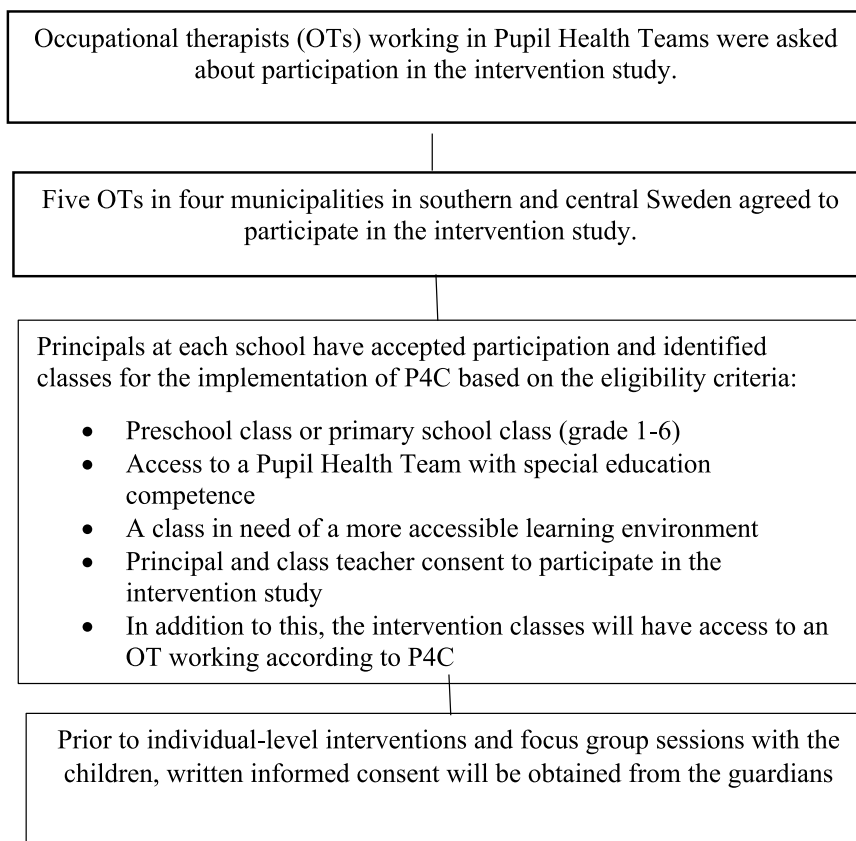 Occupational therapists (OTs) working in Pupil Health Teams were asked
about participation in the intervention study.
Five OTs in four municipalities in southern and central Sweden agreed to
participate in the intervention study.
Principals at each school have accepted participation and identified
classes for the implementation of P4C based on the eligibility criteria:
• Preschool class or primary school class (grade 1-6)
• Access to a Pupil Health Team with special education
competence
• A class in need of a more accessible learning environment
• Principal and class teacher consent to participate in the
intervention study
• In addition to this, the intervention classes will have access to an
OT working according to P4C
Prior to individual-level interventions and focus group sessions with the
children, written informed consent will be obtained from the guardians